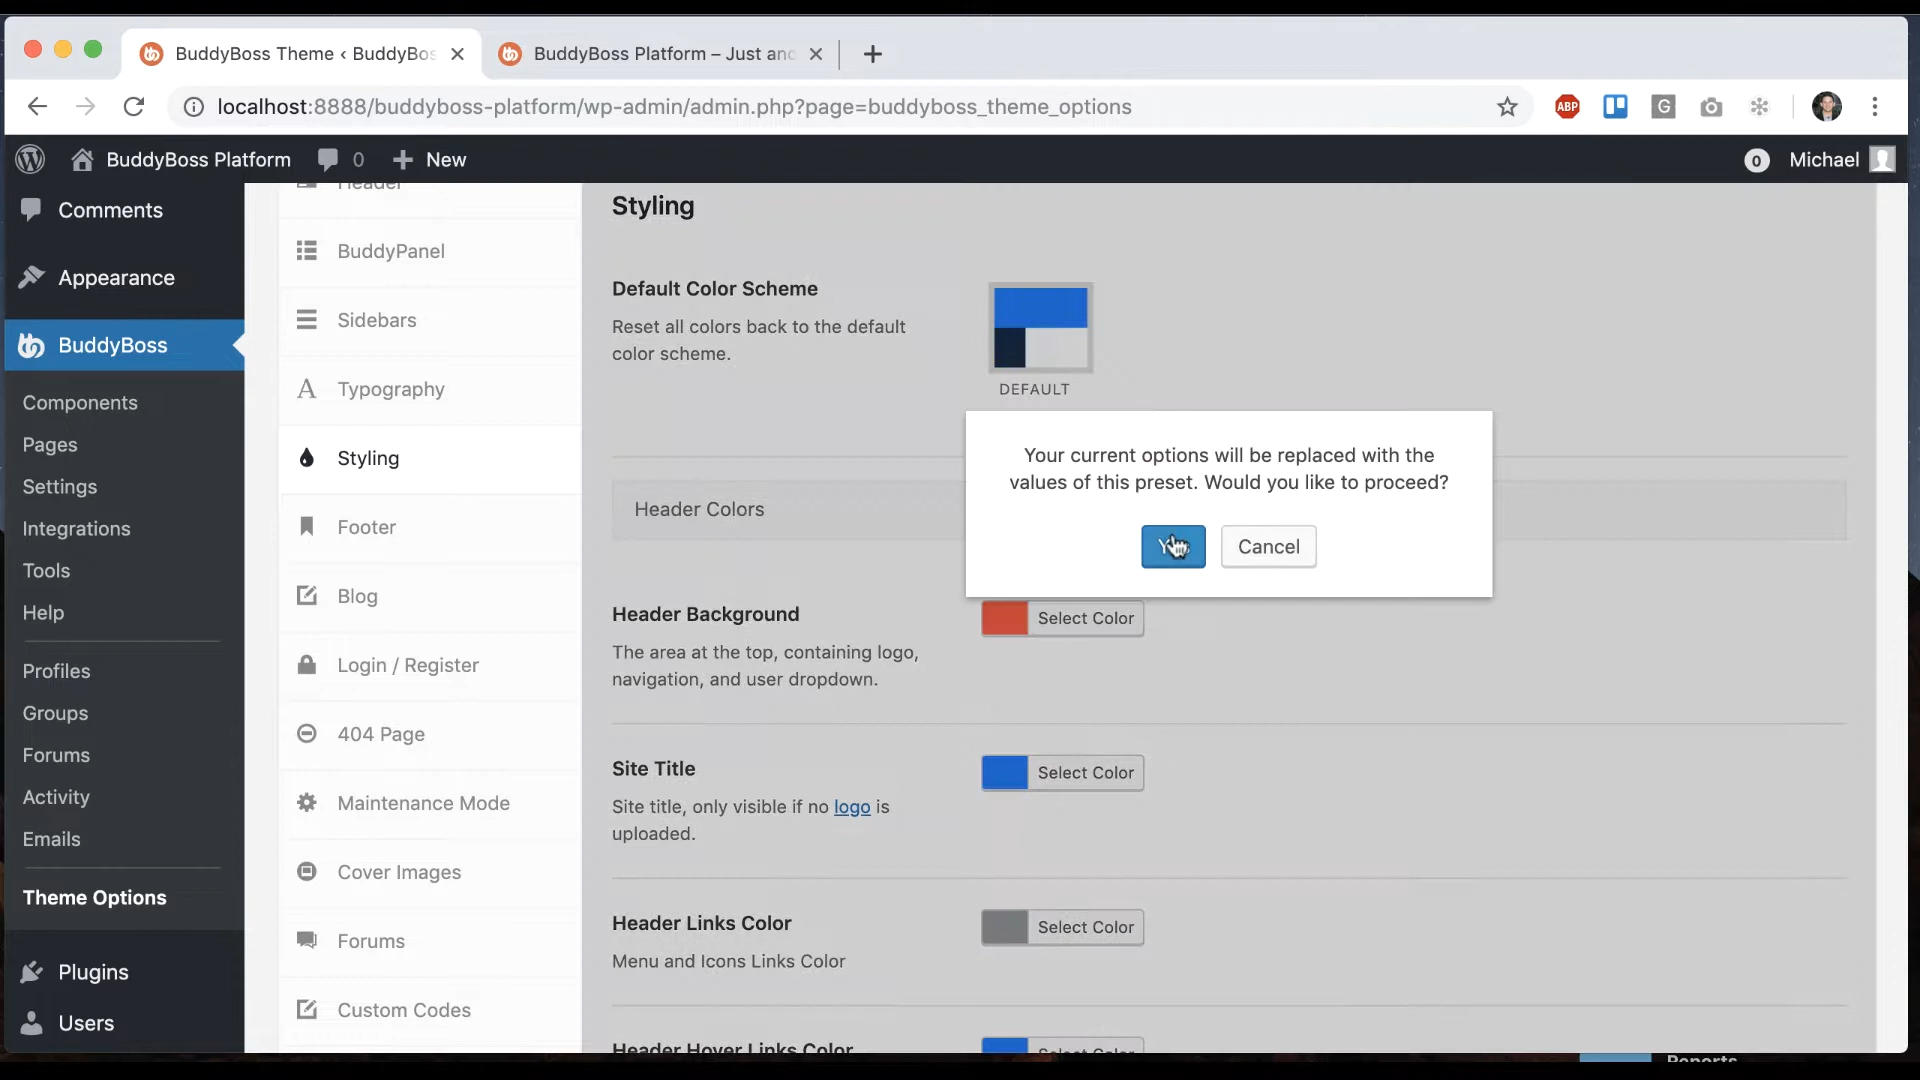 BuddyBoss Theme ‹ BuddyBos
BuddyBoss Platform – Just an
localhost:8888/buddyboss-platform/wp-admin/admin.php?page=buddyboss_theme_options
ABP
G
BuddyBoss Platform
0
New
0
Michael
Comments
Appearance
BuddyBoss
Components
Pages
Settings
Integrations
Tools
Help
Profiles
Groups
Forums
Activity
Emails
Theme Options
Plugins
Users
Header
BuddyPanel
Sidebars
Typography
Styling
Footer
Blog
Login / Register
404 Page
Maintenance Mode
Cover Images
Forums
Custom Codes
Styling
Default Color Scheme
Reset all colors back to the default
color scheme.
DEFAULT
Your current options will be replaced with the
values of this preset. Would you like to proceed?
Cancel
Header Colors
Header Background
The area at the top, containing logo,
navigation, and user dropdown.
Select Color
Site Title
Site title, only visible if no logo is
uploaded.
Select Color
Header Links Color
Menu and Icons Links Color
Select Color
Header Hover Links Color
Select Color
Reports